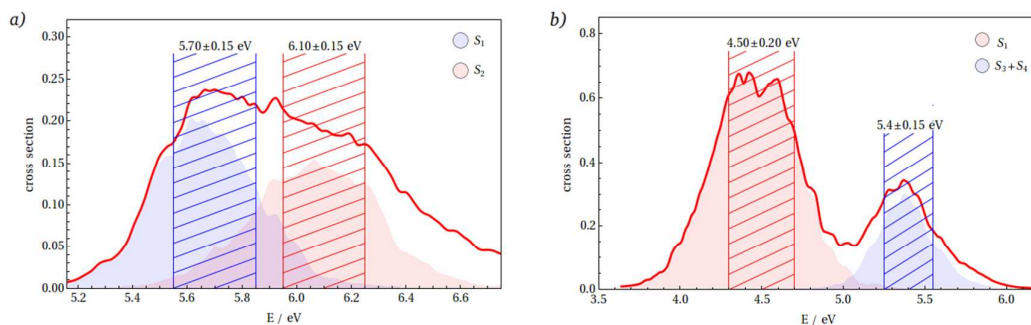 a)
b)
0.30
0.25
0.20
0.15
0.10
0.05
0.00
cross section
5.70±0.15 eV
6.10±0.15 eV
S1
S2
5.2 5.4 5.6 5.8 6.0 6.2 6.4 6.6
E / eV
0.8
0.6
0.4
0.2
0.0
cross section
4.50±0.20 eV
5.4±0.15 eV
S1
S3+S4
3.5 4.0 4.5 5.0 5.5 6.0
E / eV